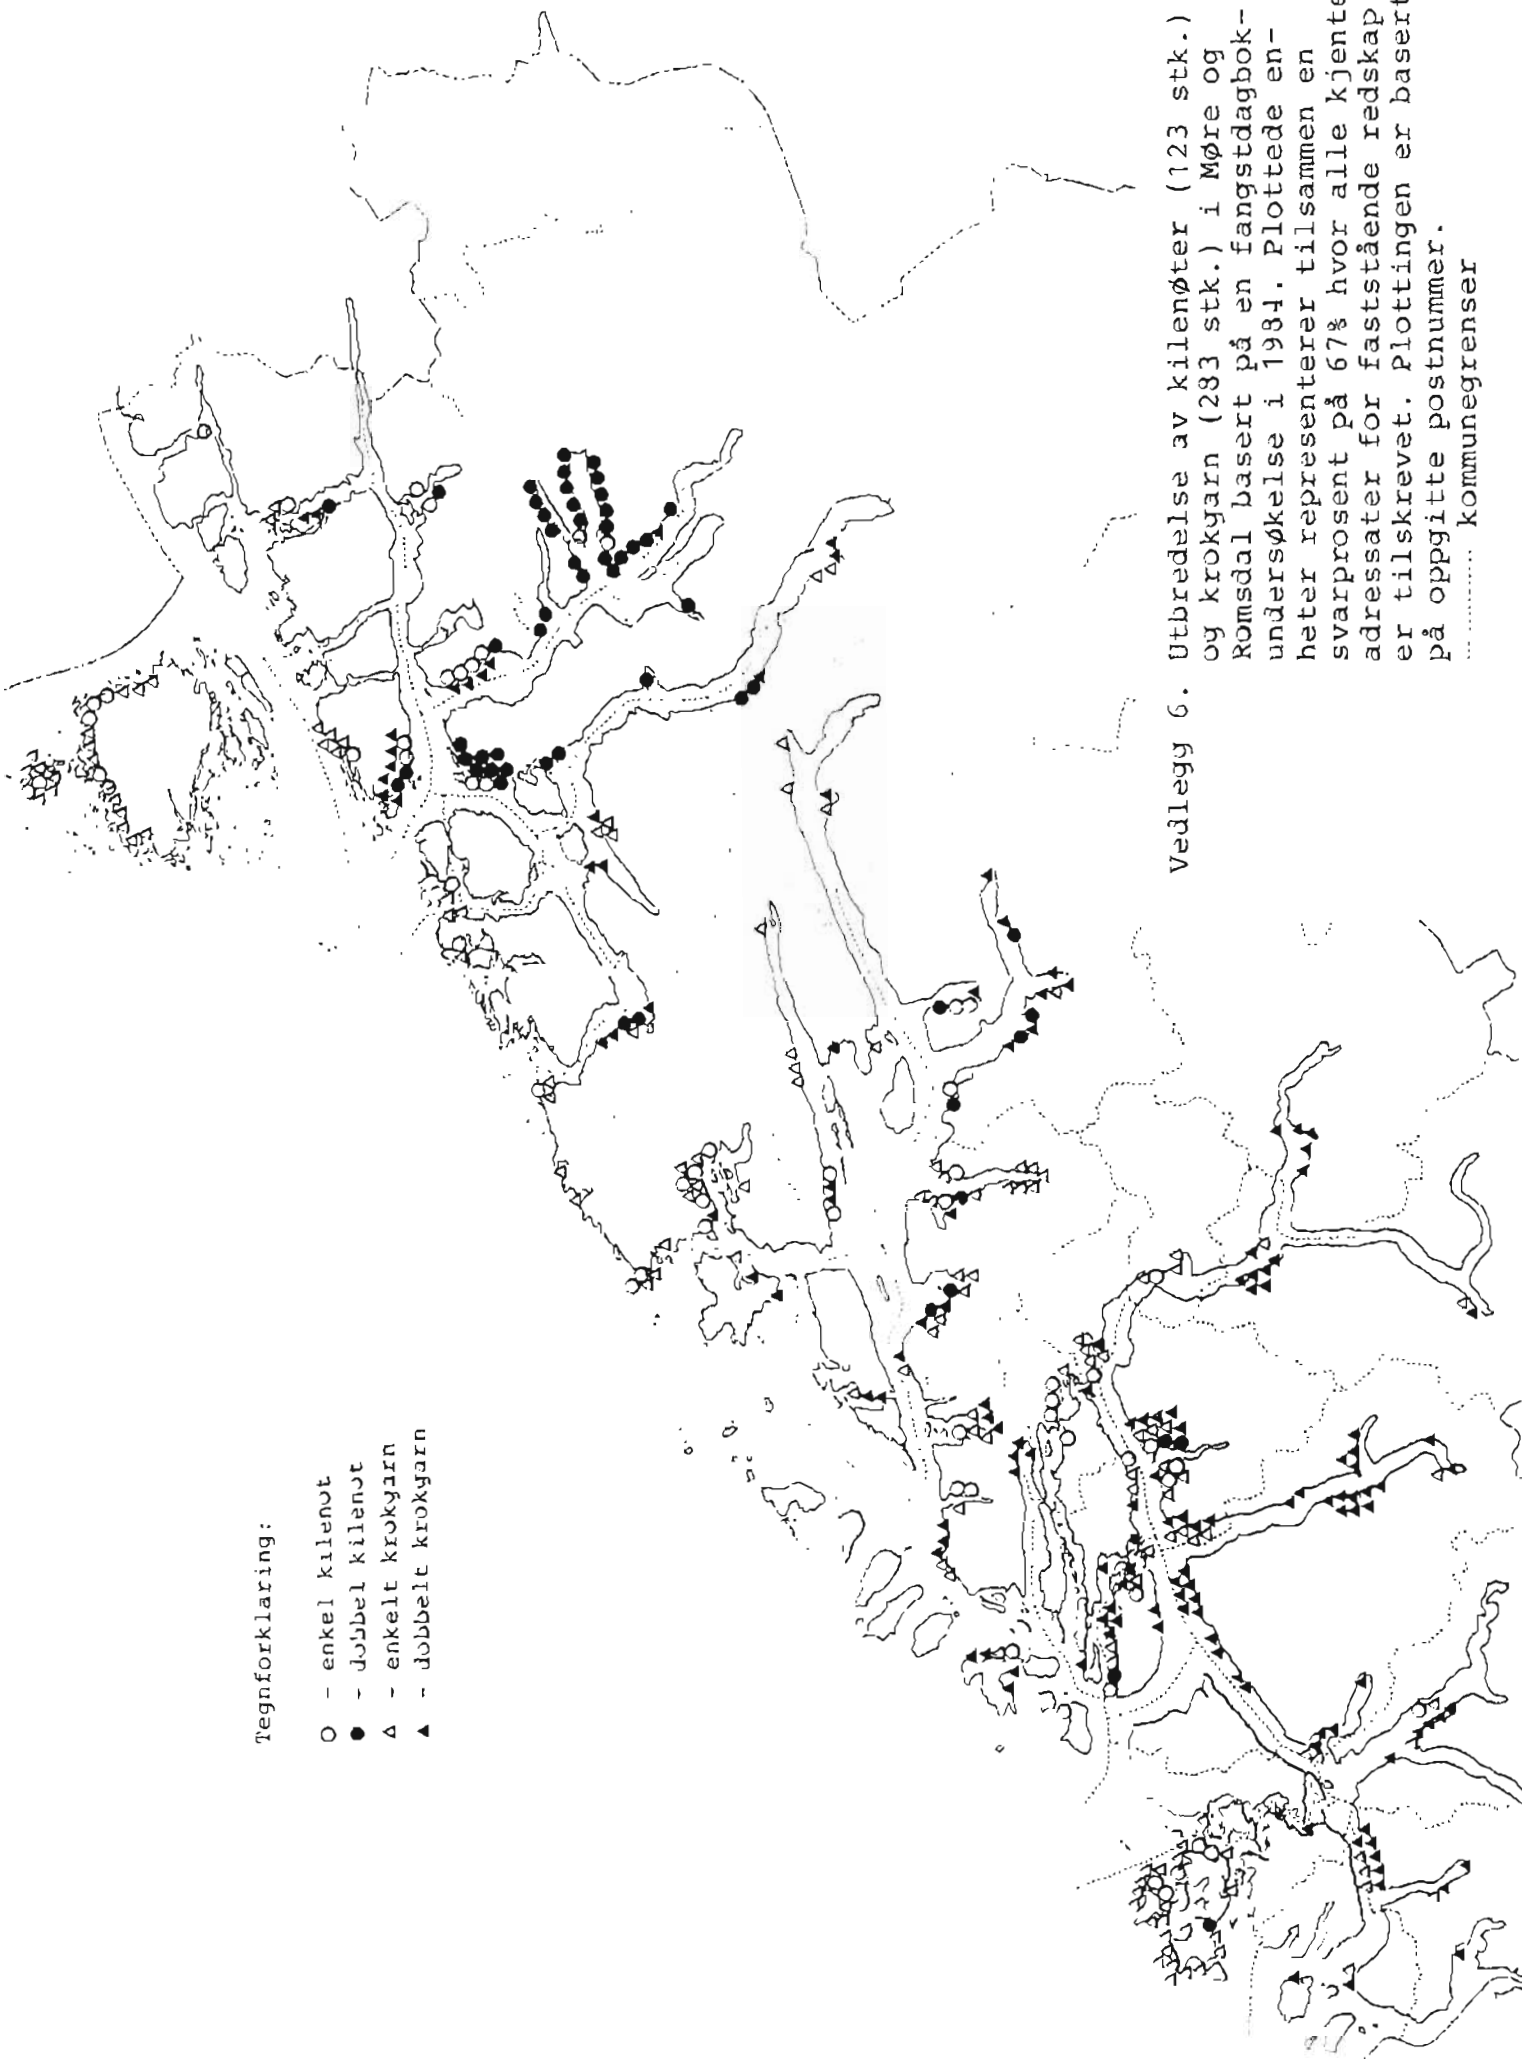 Tegnforklaring:
O - enkel kilenot
● - dobbel kilenot
△ - enkelt krokgarn
▲ - dobbelt krokgarn
Vedlegg 6. Utbredelse av kilenøter (123 stk.)
og krokgarn (283 stk.) i Møre og
Romsdal basert på en fangstdagbok-
undersøkelse i 1984. Plottede en-
heter representerer tilsammen en
svarprosent på 67% hvor alle kjente
adressater for faststående redskap
er tilskrevet. Plottingen er basert
på oppgitte postnummer.
.......... kommunegrenser